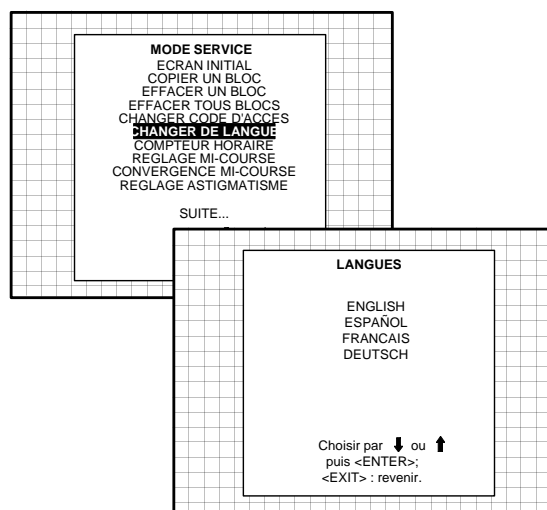 MODE SERVICE
ECRAN INITIAL
COPIER UN BLOC
EFFACER UN BLOC
EFFACER TOUS BLOCS
CHANGER CODE D'ACCES
CHANGER DE LANGUE
COMPTEUR HORAIRE
REGLAGE MI-COURSE
CONVERGENCE MI-COURSE
REGLAGE ASTIGMATISME
SUITE...
LANGUES
ENGLISH
ESPAÑOL
FRANCAIS
DEUTSCH
Choisir par ⬇ ou ⬆
puis <ENTER>;
<EXIT> : revenir.